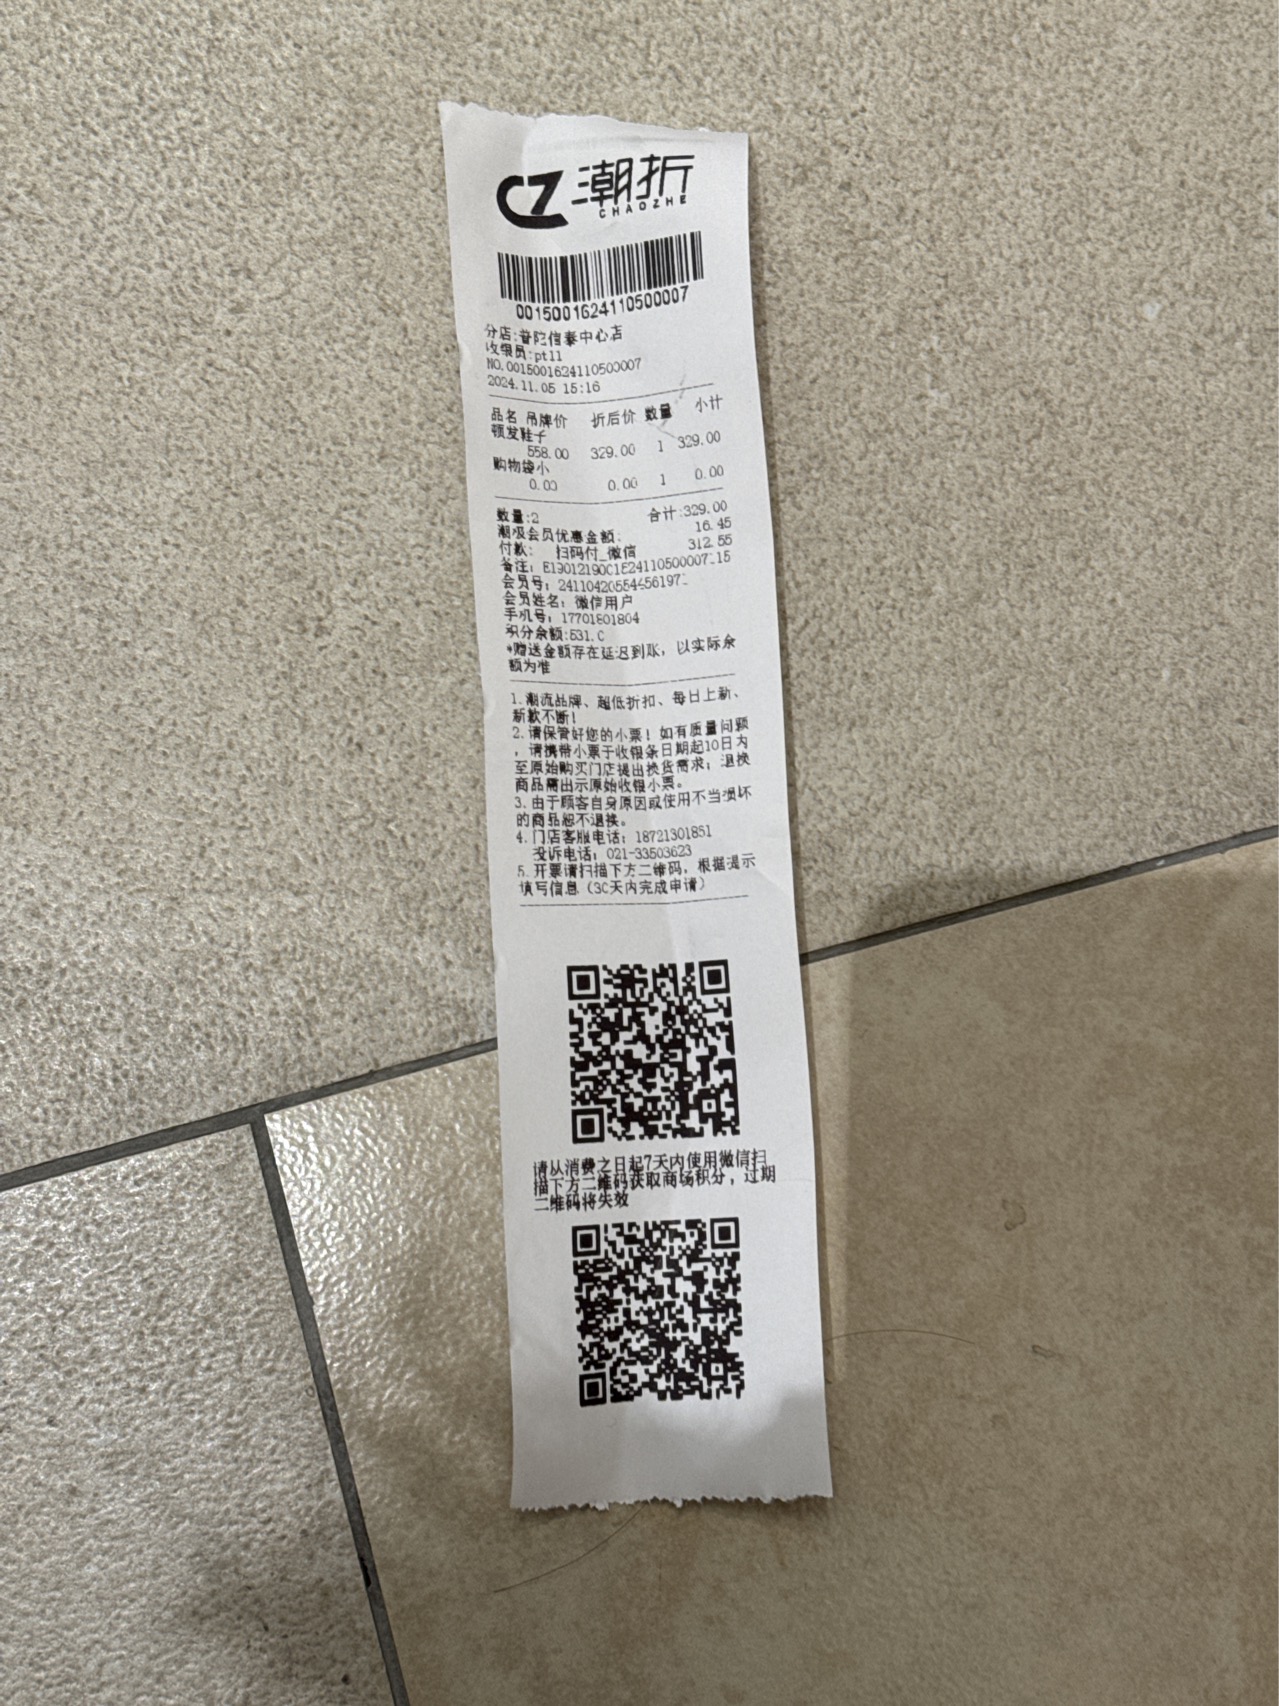 CZ 潮折
CHAOZHE
0015001624110500007
分店:普陀信泰中心店
收银员:pt11
NO.0015001624110500007
2024.11.05 15:16
品名 吊牌价 折后价 数量 小计
顿发鞋子
558.00 329.00 1 329.00
购物袋小
0.00 0.00 1 0.00
数量:2 合计:329.00
潮级会员优惠金额: 16.45
付款: 扫码付_微信 312.55
备注:
会员号:
会员姓名: 微信用户
手机号: 17701801804
积分余额:531.0
*赠送金额存在延迟到账, 以实际余
额为准
1.潮流品牌、超低折扣、每日上新、
新款不断!
2.请保管好您的小票! 如有质量问题
, 请携带小票于收银条日期起10日内
至原始购买门店提出换货需求; 退换
商品需出示原始收银小票。
3.由于顾客自身原因或使用不当损坏
的商品恕不退换。
4.门店客服电话: 18721301851
投诉电话: 021-33503623
5.开票请扫描下方二维码, 根据提示
填写信息 (30天内完成申请)
请从消费之日起7天内使用微信扫
描下方二维码获取商场积分, 过期
二维码将失效